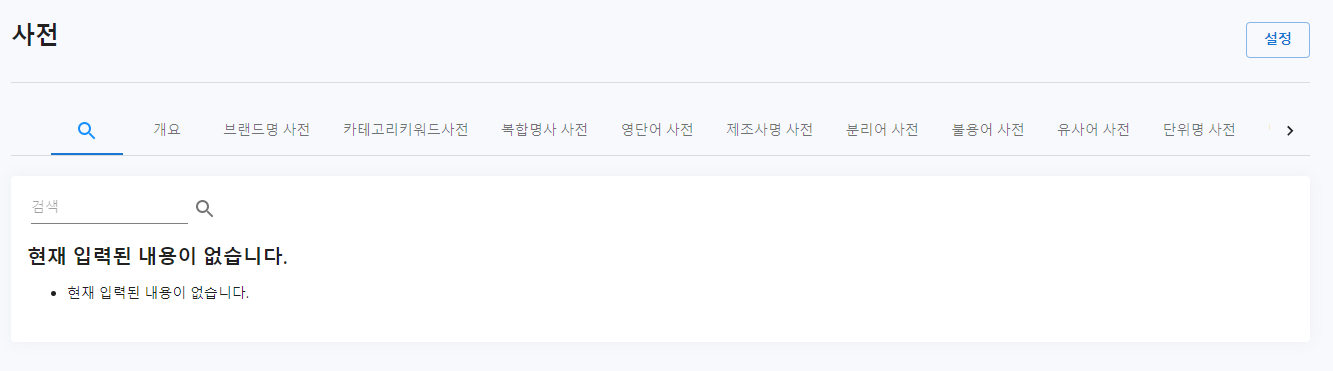 사전
설정
개요 브랜드명 사전 카테고리키워드사전 복합명사 사전 영단어 사전 제조사명 사전 분리어 사전 불용어 사전 유사어 사전 단위명 사전
검색
현재 입력된 내용이 없습니다.
• 현재 입력된 내용이 없습니다.